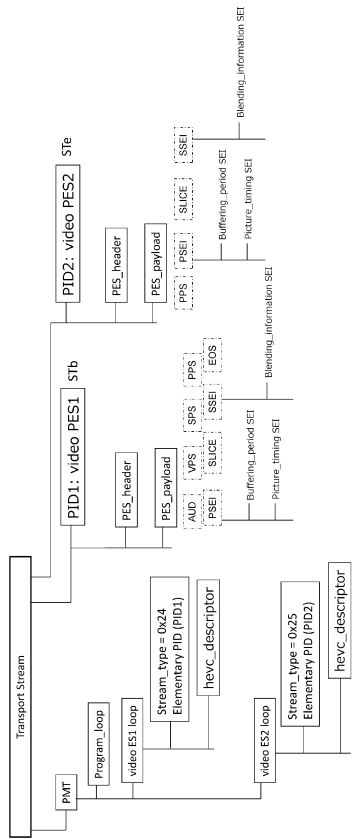 Transport Stream
PMT
Program_loop
video ES1 loop
Stream_type = 0x24
Elementary PID (PID1)
hevc_descriptor
video ES2 loop
Stream_type = 0x25
Elementary PID (PID2)
hevc_descriptor
PID1: video PES1
STb
PES_header
PES_payload
AUD
VPS
SPS
PPS
PSEI
SLICE
SSEI
EOS
Buffering_period SEI
Picture_timing SEI
Blending_information SEI
PID2: video PES2
STe
PES_header
PES_payload
PPS
PSEI
SLICE
SSEI
Buffering_period SEI
Picture_timing SEI
Blending_information SEI